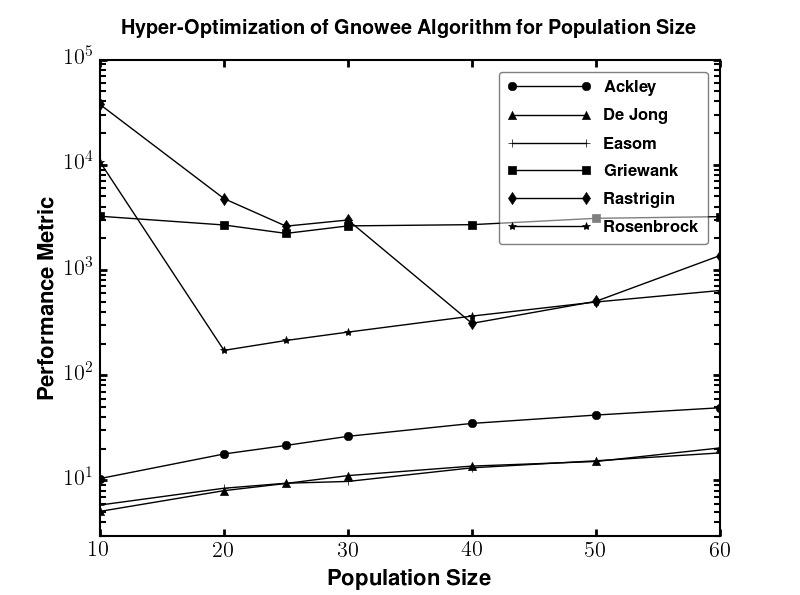 Hyper-Optimization of Gnowee Algorithm for Population Size
10^5
10^4
10^3
10^2
10^1
Performance Metric
Ackley
De Jong
Easom
Griewank
Rastrigin
Rosenbrock
10 20 30 40 50 60
Population Size